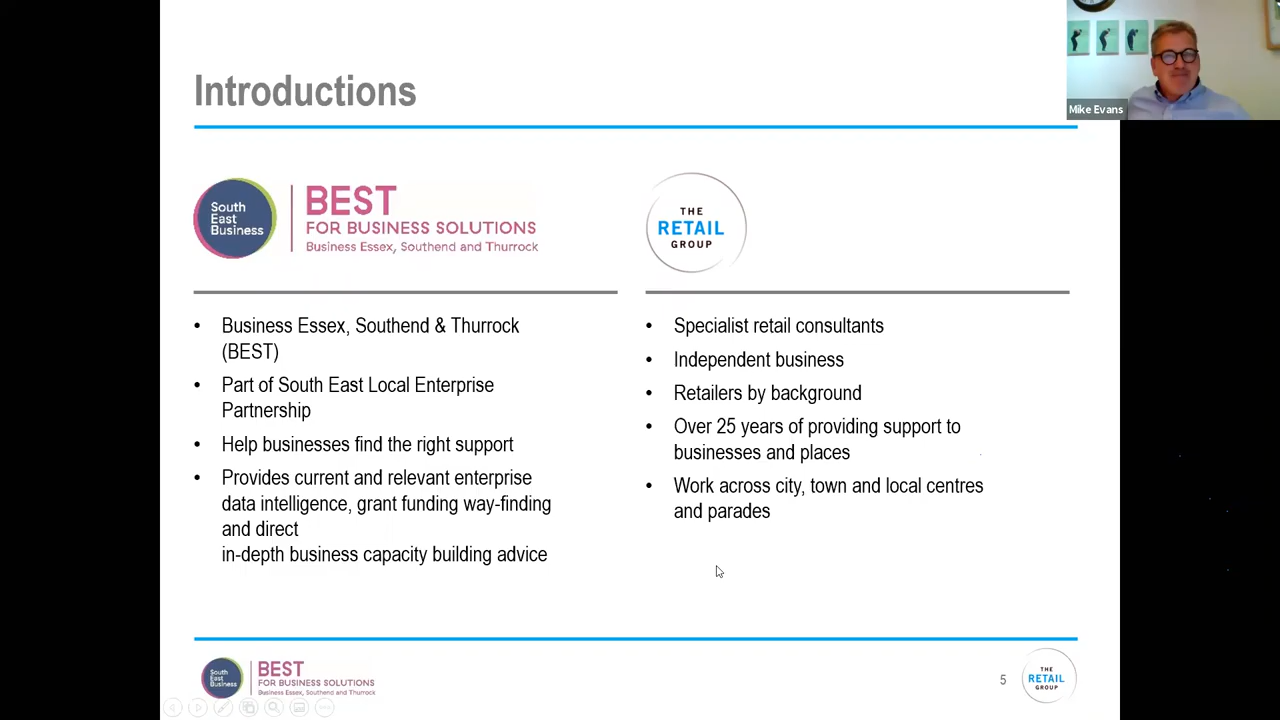 Introductions
Mike Evans
South
East
Business
BEST
FOR BUSINESS SOLUTIONS
Business Essex, Southend and Thurrock
THE
RETAIL
GROUP
• Business Essex, Southend & Thurrock
(BEST)
• Part of South East Local Enterprise
Partnership
• Help businesses find the right support
• Provides current and relevant enterprise
data intelligence, grant funding way-finding
and direct
in-depth business capacity building advice
• Specialist retail consultants
• Independent business
• Retailers by background
• Over 25 years of providing support to
businesses and places
• Work across city, town and local centres
and parades
South
East
Business
BEST
FOR BUSINESS SOLUTIONS
Business Essex, Southend and Thurrock
5
THE
RETAIL
GROUP